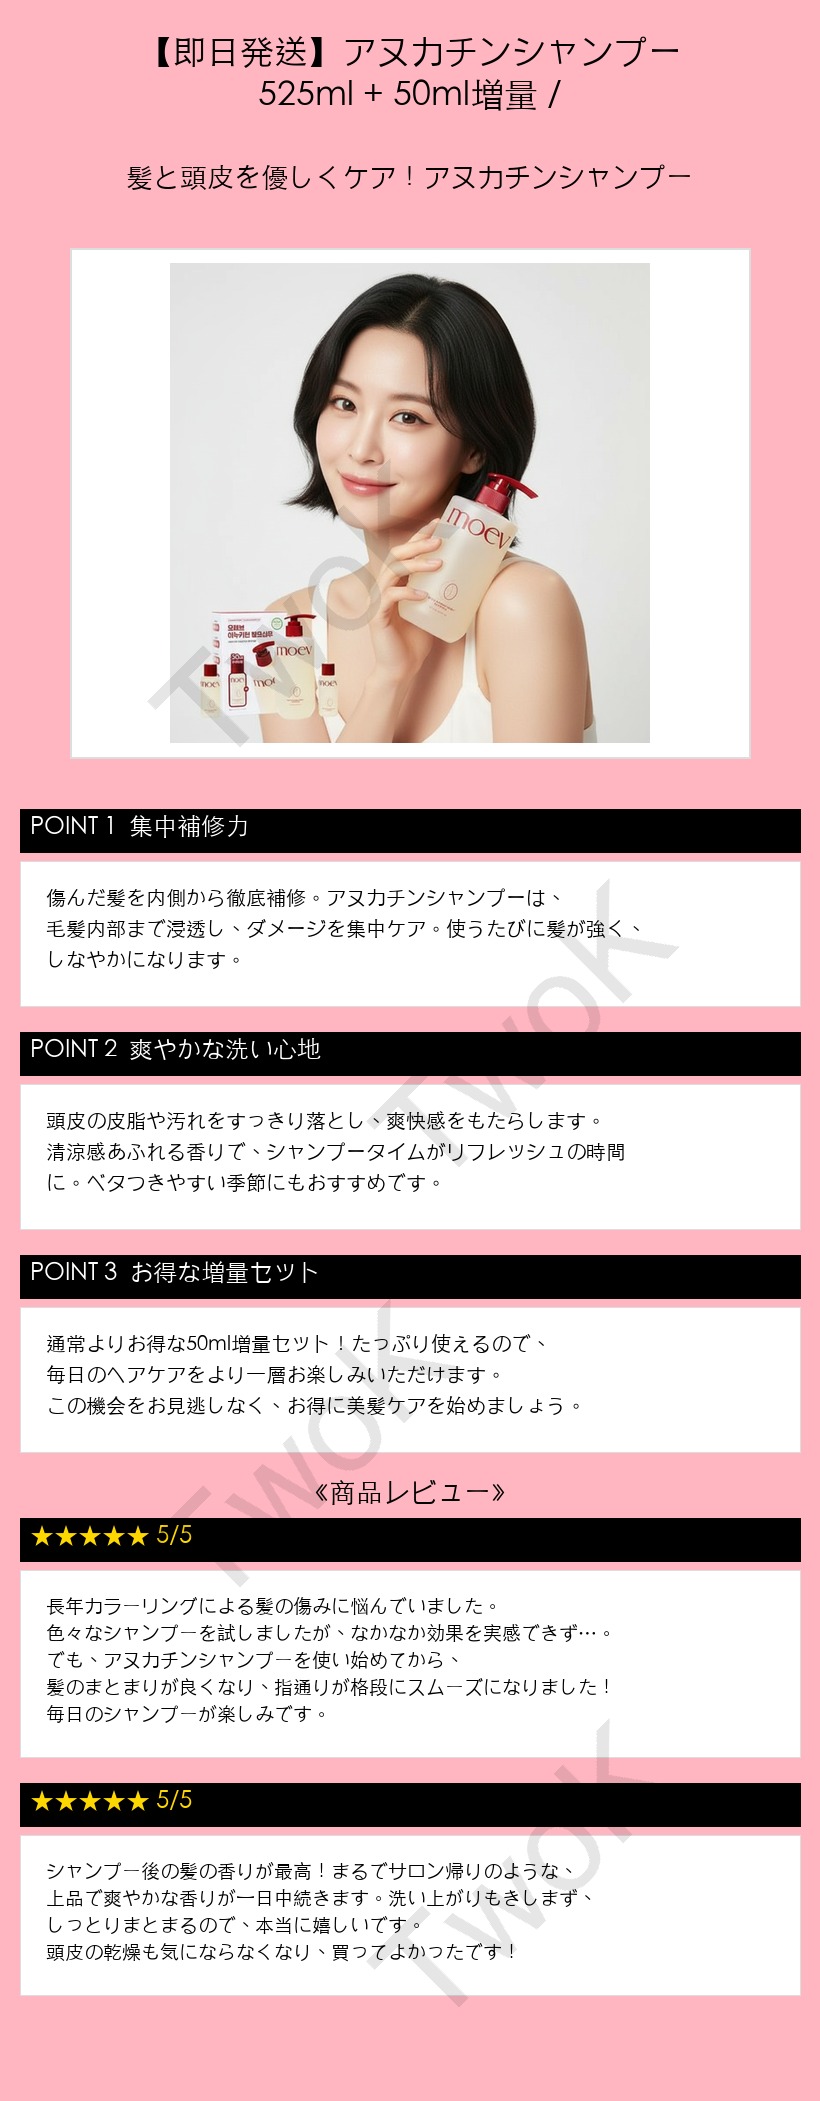 【即日発送】アヌカチンシャンプー
525ml + 50ml増量 /
髪と頭皮を優しくケア！アヌカチンシャンプー
moev
모에브
이누키친 탈모샴푸
moev
moev
moev
TwoK
POINT 1 集中補修力
傷んだ髪を内側から徹底補修。アヌカチンシャンプーは、
毛髪内部まで浸透し、ダメージを集中ケア。使うたびに髪が強く、
しなやかになります。
TwoK
POINT 2 爽やかな洗い心地
頭皮の皮脂や汚れをすっきり落とし、爽快感をもたらします。
清涼感あふれる香りで、シャンプータイムがリフレッシュの時間
に。ベタつきやすい季節にもおすすめです。
POINT 3 お得な増量セット
通常よりお得な50ml増量セット！たっぷり使えるので、
毎日のヘアケアをより一層お楽しみいただけます。
この機会をお見逃しなく、お得に美髪ケアを始めましょう。
TwoK
《商品レビュー》
★★★★★ 5/5
長年カラーリングによる髪の傷みに悩んでいました。
色々なシャンプーを試しましたが、なかなか効果を実感できず…。
でも、アヌカチンシャンプーを使い始めてから、
髪のまとまりが良くなり、指通りが格段にスムーズになりました！
毎日のシャンプーが楽しみです。
★★★★★ 5/5
シャンプー後の髪の香りが最高！まるでサロン帰りのような、
上品で爽やかな香りが一日中続きます。洗い上がりもきしまず、
しっとりまとまるので、本当に嬉しいです。
頭皮の乾燥も気にならなくなり、買ってよかったです！
TwoK